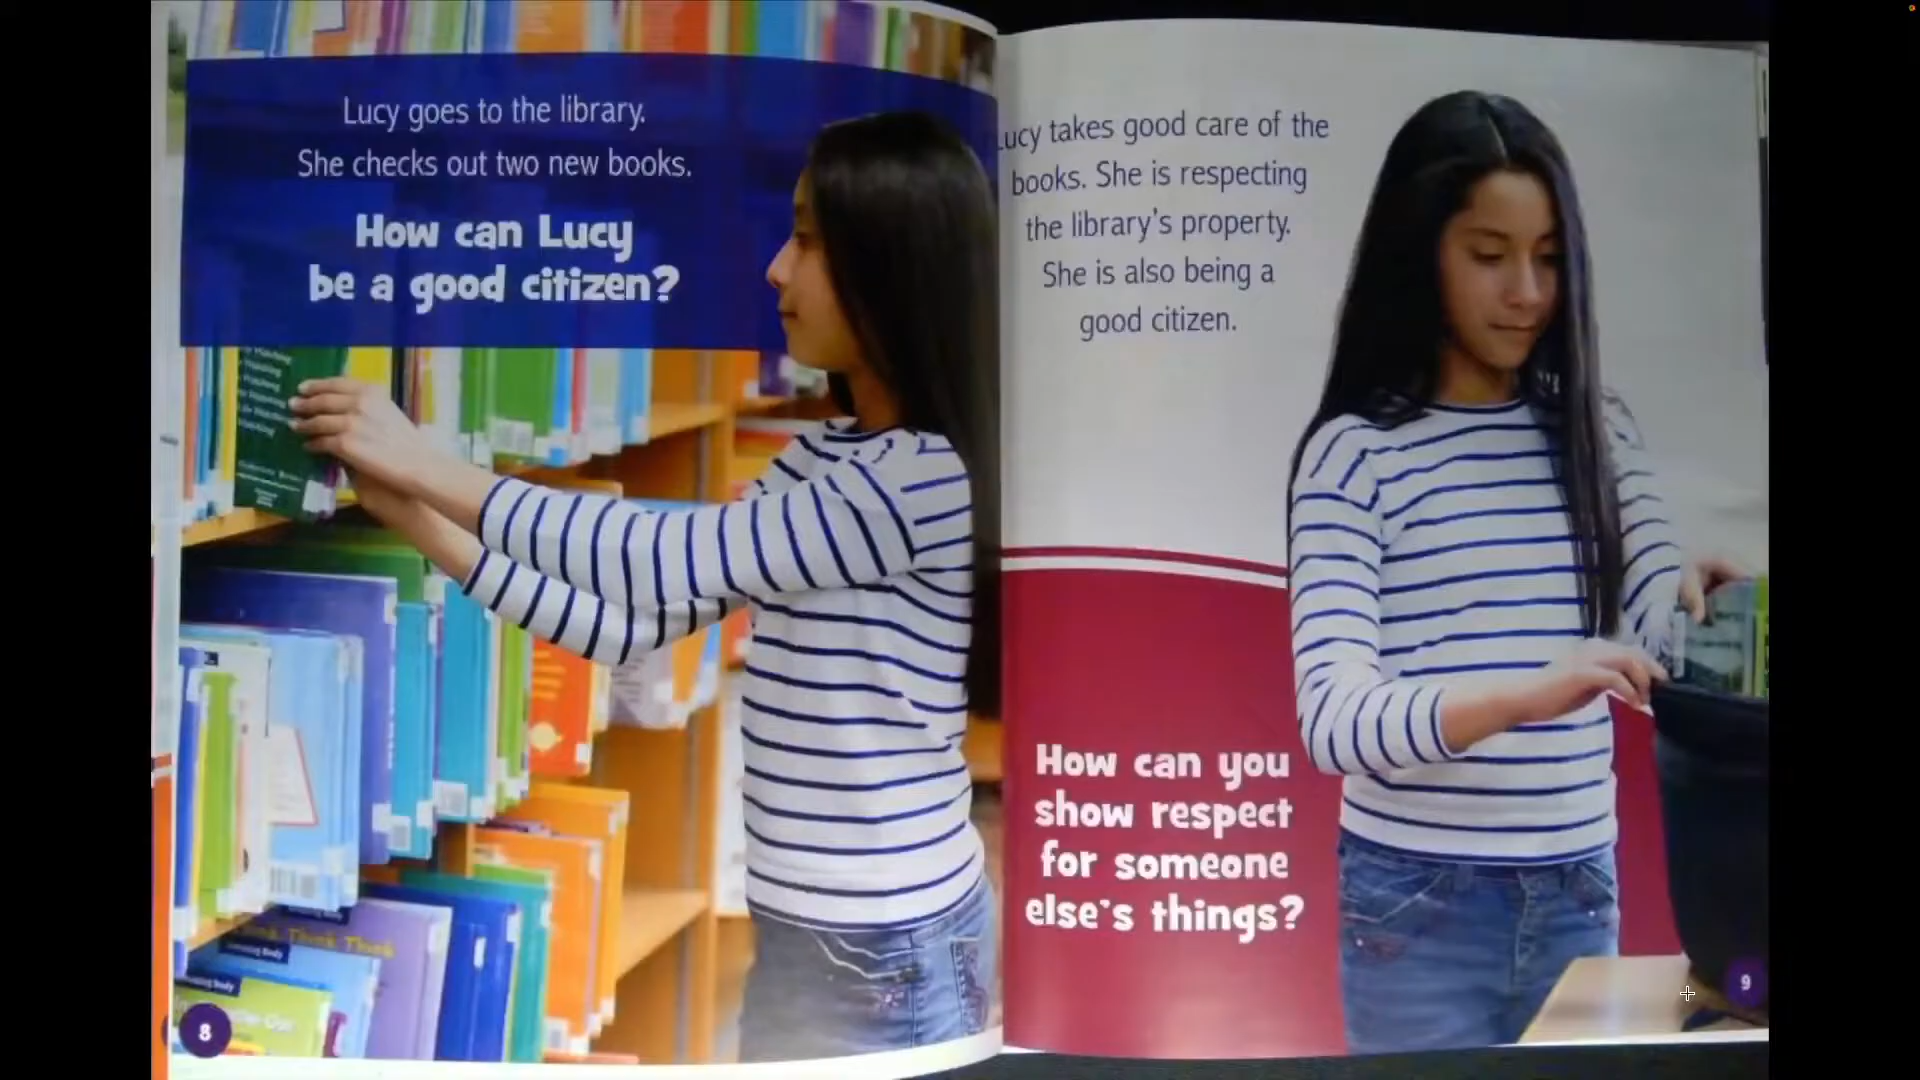 Lucy goes to the library.
She checks out two new books.
How can Lucy
be a good citizen?
8
Lucy takes good care of the
books. She is respecting
the library's property.
She is also being a
good citizen.
How can you
show respect
for someone
else's things?
9